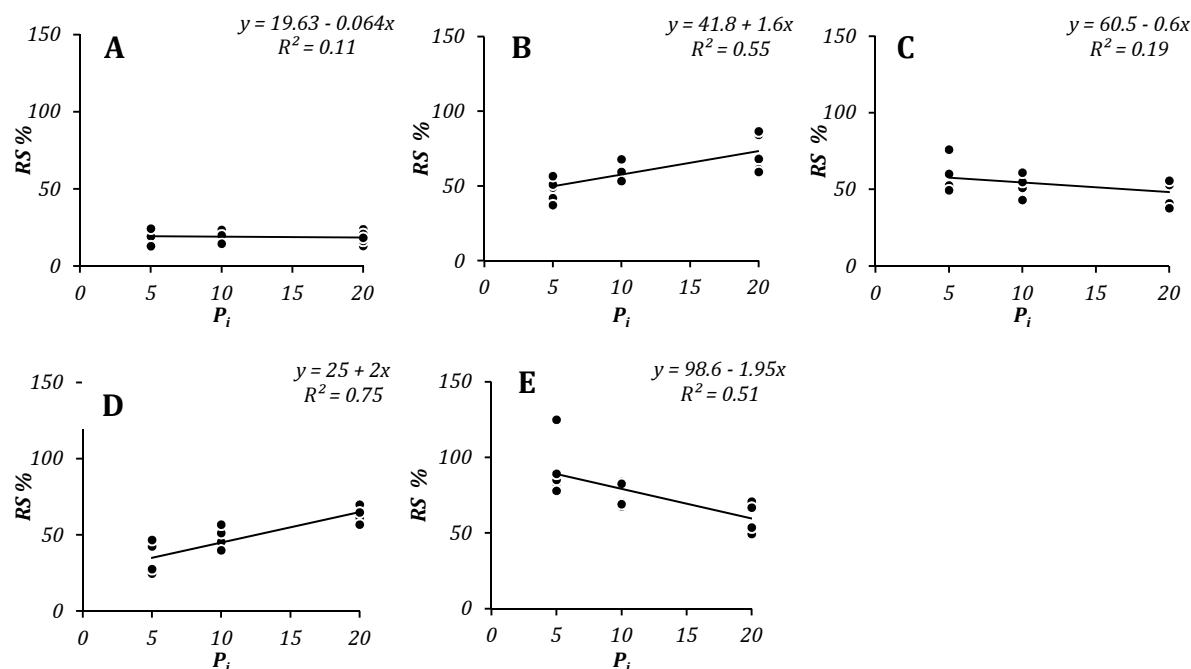 A
y = 19.63 - 0.064x
R² = 0.11
150
100
50
0
RS %
0 5 10 15 20
Pᵢ
B
y = 41.8 + 1.6x
R² = 0.55
150
100
50
0
RS %
0 5 10 15 20
Pᵢ
C
y = 60.5 - 0.6x
R² = 0.19
150
100
50
0
RS %
0 5 10 15 20
Pᵢ
D
y = 25 + 2x
R² = 0.75
150
100
50
0
RS %
0 5 10 15 20
Pᵢ
E
y = 98.6 - 1.95x
R² = 0.51
150
100
50
0
RS %
0 5 10 15 20
Pᵢ